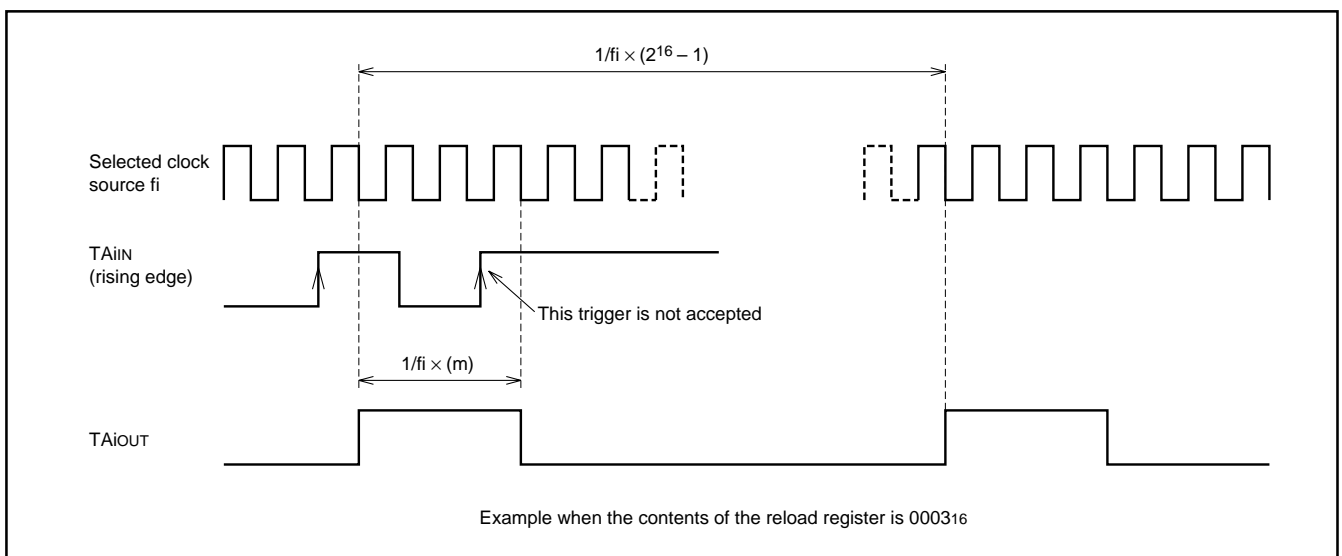 1/fi × (2¹⁶ – 1)
Selected clock
source fi
TAiIN
(rising edge)
This trigger is not accepted
1/fi × (m)
TAiOUT
Example when the contents of the reload register is 0003₁₆